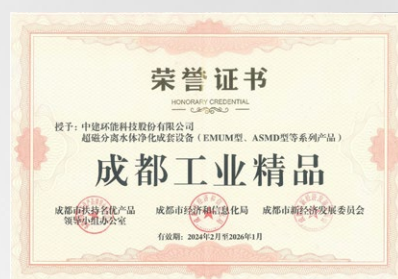 荣誉证书
HONORARY CREDENTIAL
授予：中建环能科技股份有限公司
超磁分离水体净化成套设备（EMUM型、ASMD型等系列产品）
成都工业精品
成都市扶持名优产品 成都市经济和信息化局 成都市新经济发展委员会
领导小组办公室
有效期：2024年2月至2026年1月